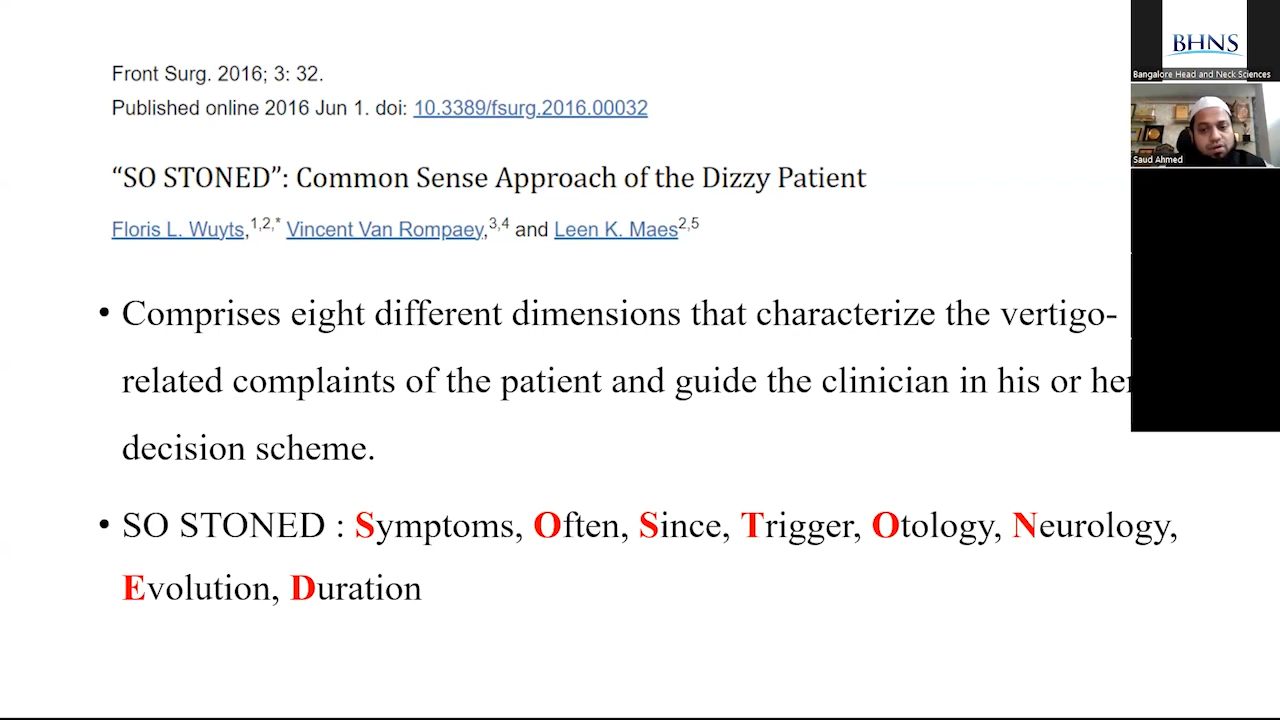 Front Surg. 2016; 3: 32.
Published online 2016 Jun 1. doi: 10.3389/fsurg.2016.00032
“SO STONED”: Common Sense Approach of the Dizzy Patient
Floris L. Wuyts,1,2,* Vincent Van Rompaey,3,4 and Leen K. Maes2,5
• Comprises eight different dimensions that characterize the vertigo-
related complaints of the patient and guide the clinician in his or her
decision scheme.
• SO STONED : Symptoms, Often, Since, Trigger, Otology, Neurology,
Evolution, Duration
BHNS
Bangalore Head and Neck Sciences
Saud Ahmed